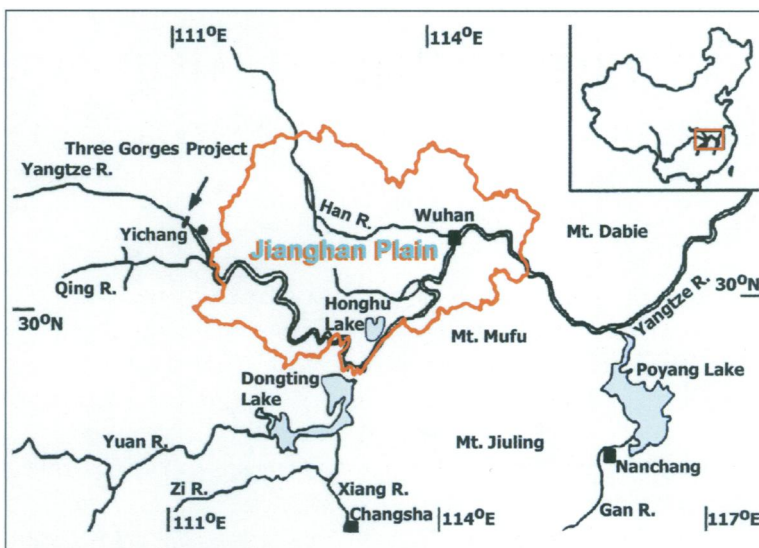 111°E
114°E
Three Gorges Project
Yangtze R.
Han R.
Wuhan
Yichang
Mt. Dabie
Jianghan Plain
Qing R.
Honghu
Lake
Yangtze R.
30°N
30°N
Mt. Mufu
Dongting
Lake
Poyang Lake
Yuan R.
Mt. Jiuling
Nanchang
Zi R.
Xiang R.
Gan R.
111°E
Changsha
114°E
117°E